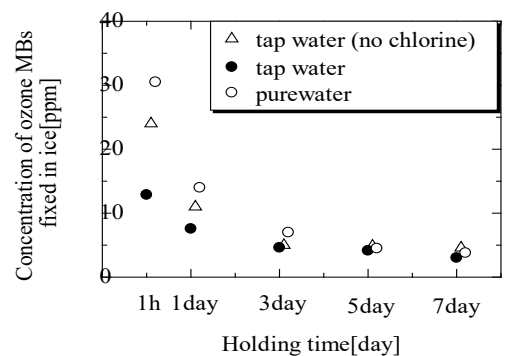 40
30
20
10
0
Concentration of ozone MBs
fixed in ice[ppm]
tap water (no chlorine)
tap water
purewater
1h 1day 3day 5day 7day
Holding time[day]